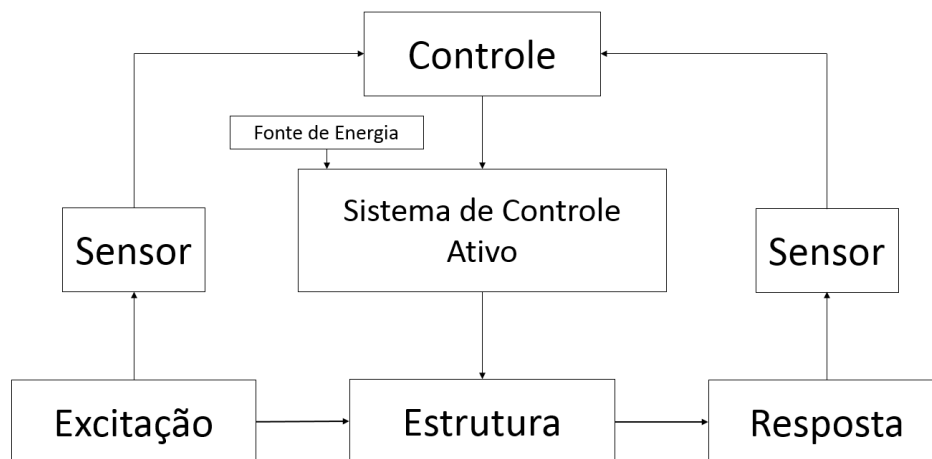 Controle
Fonte de Energia
Sistema de Controle
Ativo
Sensor
Sensor
Excitação
Estrutura
Resposta